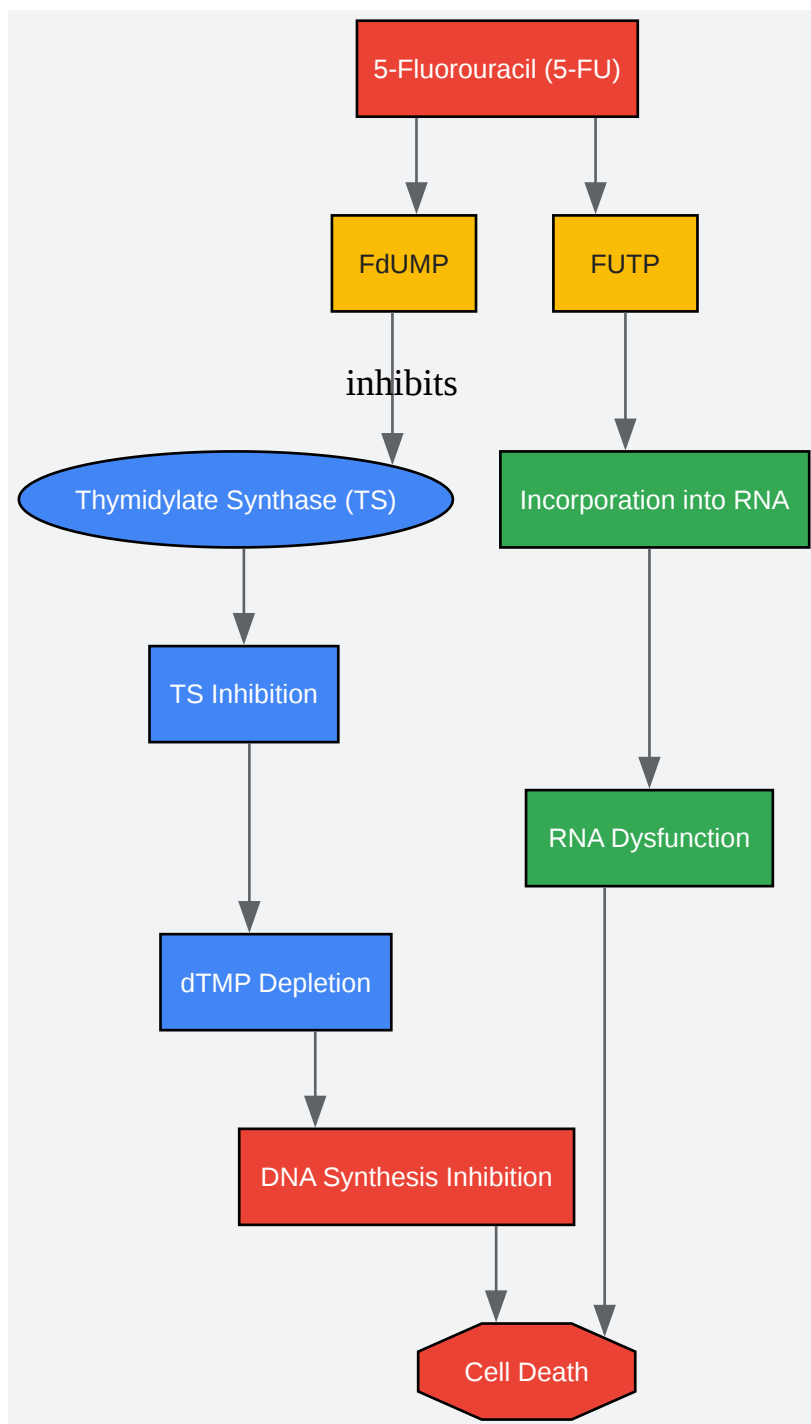 5-Fluorouracil (5-FU)
FdUMP
FUTP
inhibits
Thymidylate Synthase (TS)
Incorporation into RNA
TS Inhibition
RNA Dysfunction
dTMP Depletion
DNA Synthesis Inhibition
Cell Death